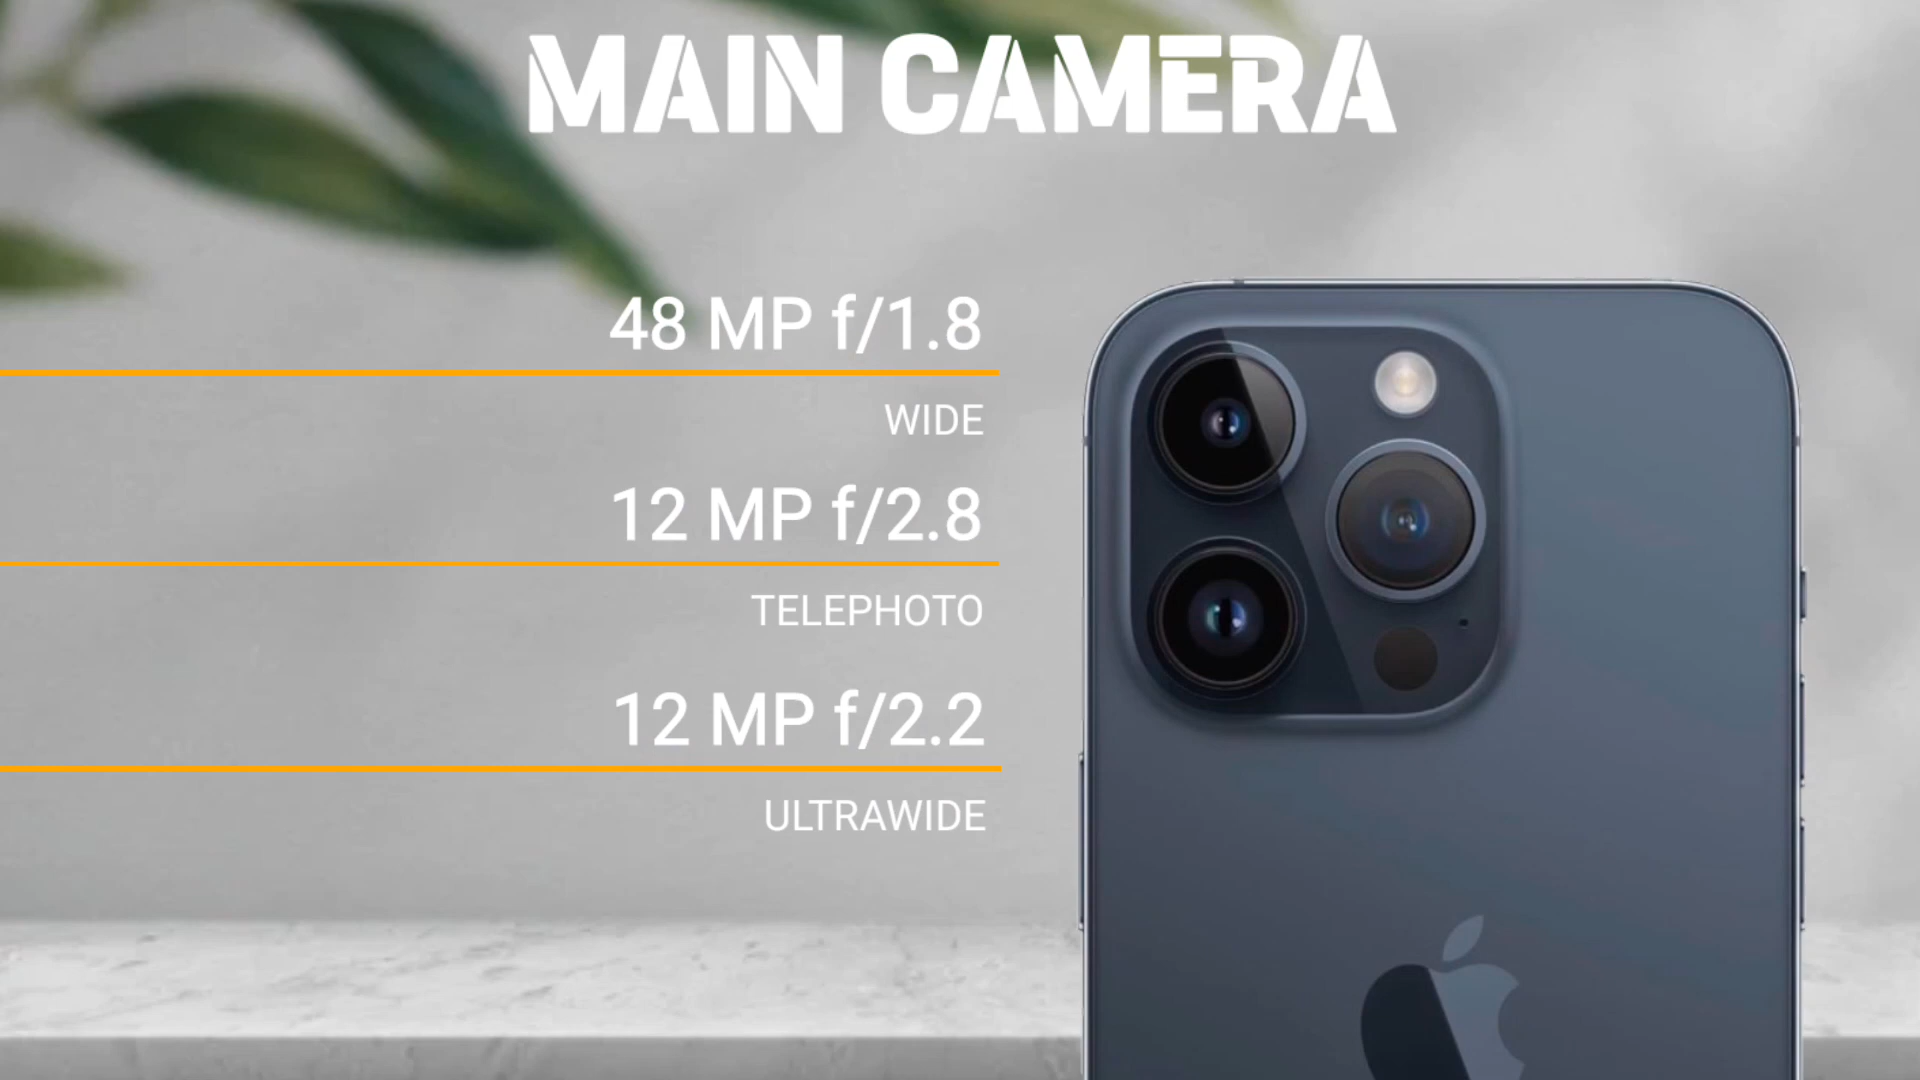 MAIN CAMERA
48 MP f/1.8
WIDE
12 MP f/2.8
TELEPHOTO
12 MP f/2.2
ULTRAWIDE